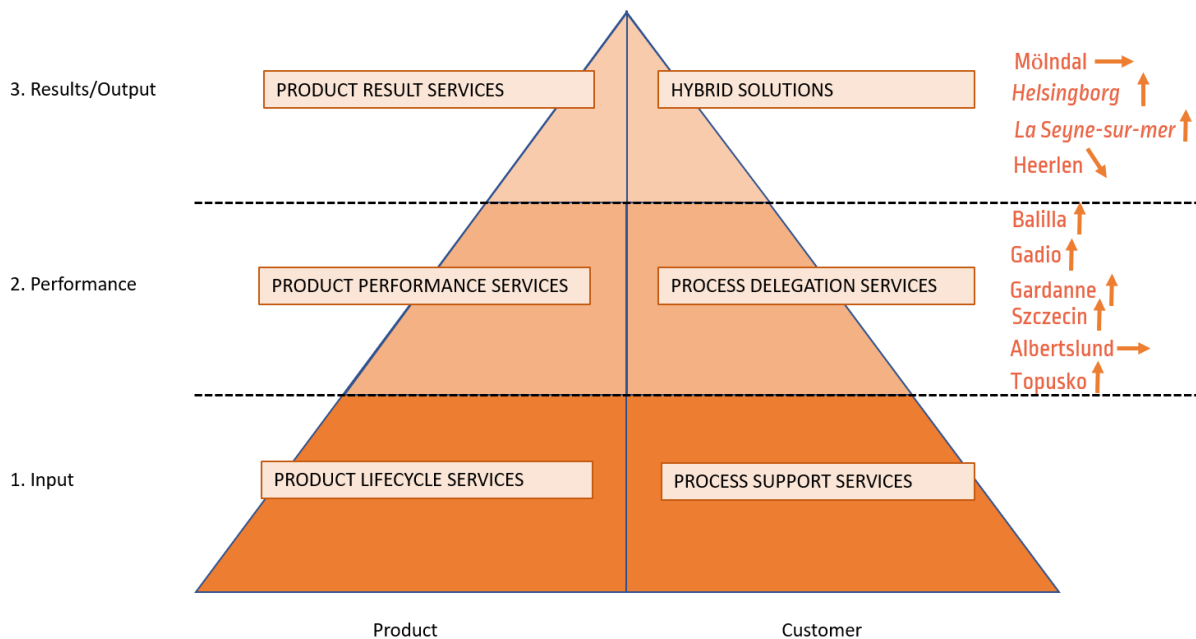 3. Results/Output
PRODUCT RESULT SERVICES
HYBRID SOLUTIONS
Mölndal
Helsingborg
La Seyne-sur-mer
Heerlen
2. Performance
PRODUCT PERFORMANCE SERVICES
PROCESS DELEGATION SERVICES
Balilla
Gadio
Gardanne
Szczecin
Albertslund
Topusko
1. Input
PRODUCT LIFECYCLE SERVICES
PROCESS SUPPORT SERVICES
Product
Customer